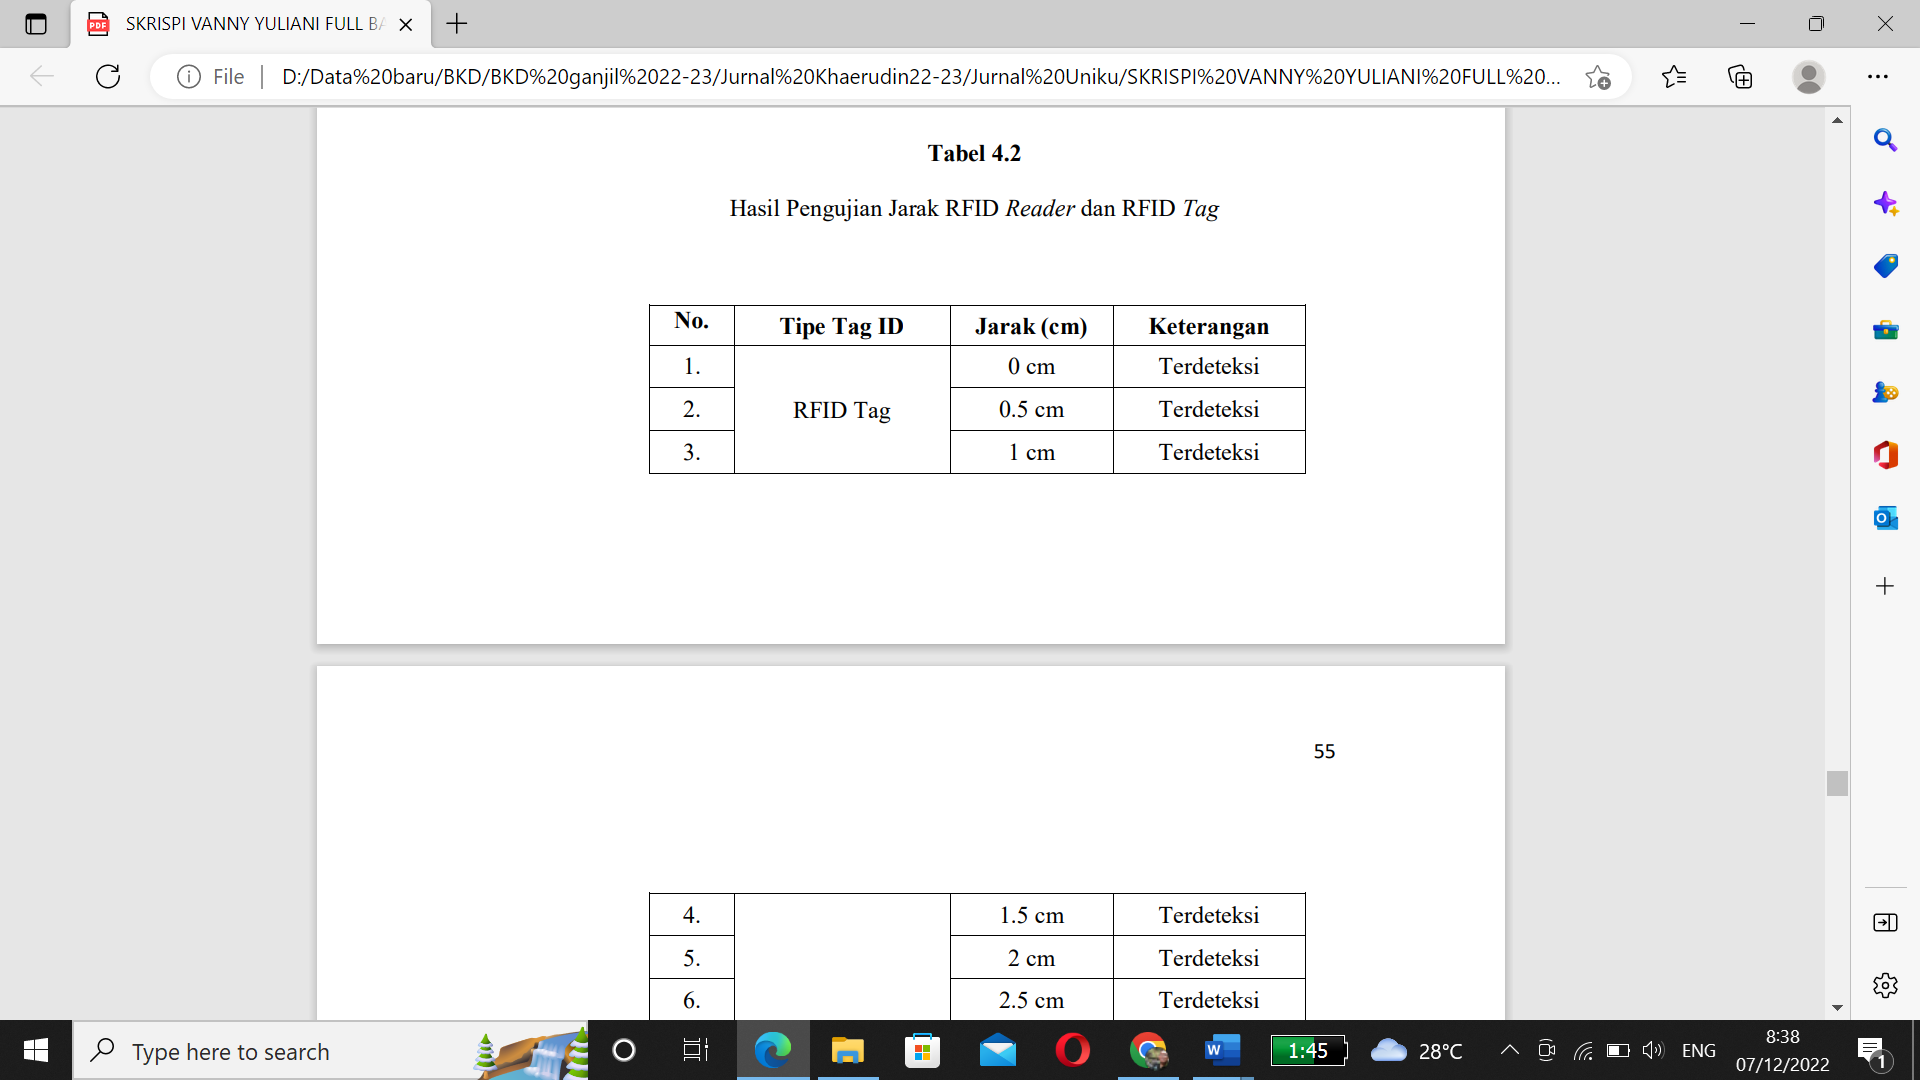 SKRISPI VANNY YULIANI FULL BA
File
D:/Data%20baru/BKD/BKD%20ganjil%2022-23/Jurnal%20Khaerudin22-23/Jurnal%20Uniku/SKRISPI%20VANNY%20YULIANI%20FULL%20...
Tabel 4.2
Hasil Pengujian Jarak RFID Reader dan RFID Tag
No. Tipe Tag ID Jarak (cm) Keterangan
1. 0 cm Terdeteksi
2. RFID Tag 0.5 cm Terdeteksi
3. 1 cm Terdeteksi
55
4. 1.5 cm Terdeteksi
5. 2 cm Terdeteksi
6. 2.5 cm Terdeteksi
Type here to search
1:45
28°C
ENG
8:38
07/12/2022
1